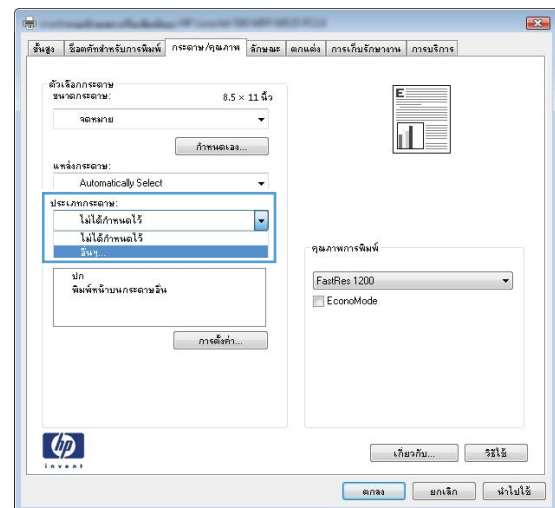 ขั้นสูง ช็อตคัทสำหรับการพิมพ์ กระดาษ/คุณภาพ ลักษณะ ตกแต่ง การเก็บรักษางาน การบริการ
ตัวเลือกกระดาษ
ขนาดกระดาษ: 8.5 × 11 นิ้ว
จดหมาย
กำหนดเอง...
แหล่งกระดาษ:
Automatically Select
ประเภทกระดาษ:
ไม่ได้กำหนดไว้
ไม่ได้กำหนดไว้
อื่นๆ...
ปก
พิมพ์หน้าบนกระดาษอื่น
การตั้งค่า...
E
คุณภาพการพิมพ์
FastRes 1200
EconoMode
hp
invent
เกี่ยวกับ... วิธีใช้
ตกลง ยกเลิก นำไปใช้